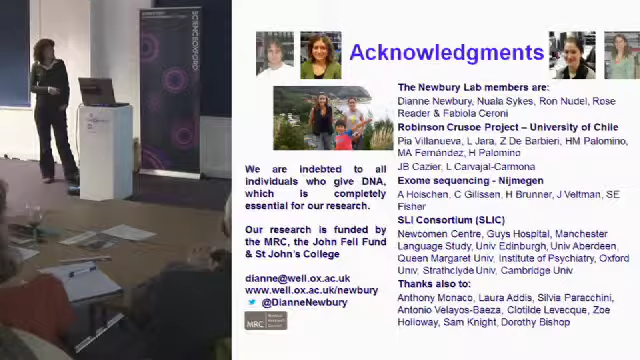 SCIENCEOXFORD
Acknowledgments
We are indebted to all
individuals who give DNA,
which is completely
essential for our research.
Our research is funded by
the MRC, the John Fell Fund
& St John's College
dianne@well.ox.ac.uk
www.well.ox.ac.uk/newbury
@DianneNewbury
MRC
The Newbury Lab members are:
Dianne Newbury, Nuala Sykes, Ron Nudel, Rose
Reader & Fabiola Ceroni
Robinson Crusoe Project – University of Chile
Pia Villanueva, L Jara, Z De Barbieri, HM Palomino,
MA Fernández, H Palomino
JB Cazier, L Carvajal-Carmona
Exome sequencing - Nijmegen
A Hoischen, C Gilissen, H Brunner, J Veltman, SE
Fisher
SLI Consortium (SLIC)
Newcomen Centre, Guys Hospital, Manchester
Language Study, Univ Edinburgh, Univ Aberdeen,
Queen Margaret Univ, Institute of Psychiatry, Oxford
Univ, Strathclyde Univ, Cambridge Univ
Thanks also to:
Anthony Monaco, Laura Addis, Silvia Paracchini,
Antonio Velayos-Baeza, Clotilde Levecque, Zoe
Holloway, Sam Knight, Dorothy Bishop